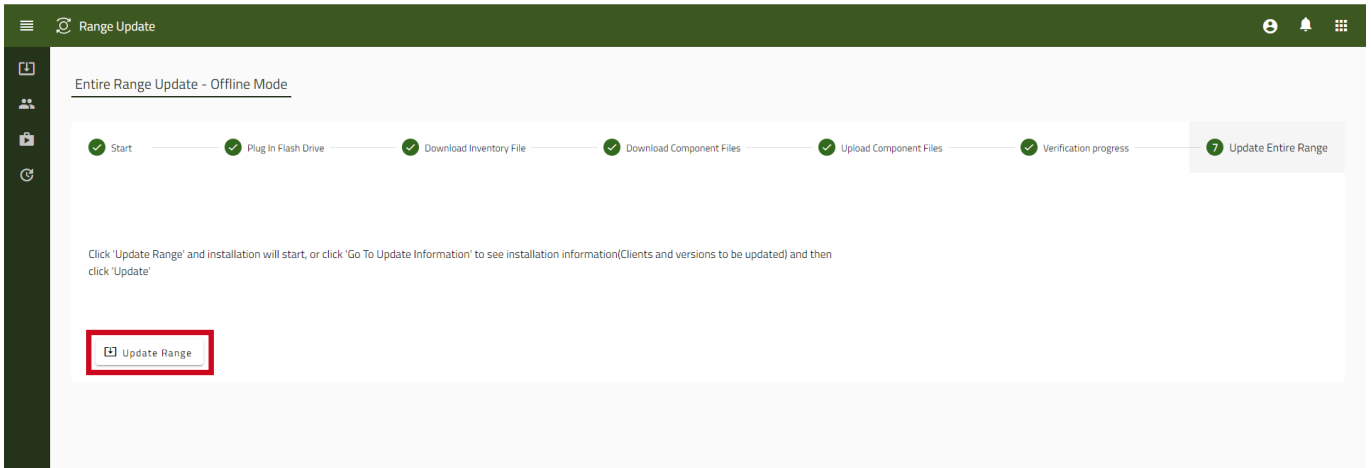 Range Update
Entire Range Update - Offline Mode
Start
Plug In Flash Drive
Download Inventory File
Download Component Files
Upload Component Files
Verification progress
7 Update Entire Range
Click 'Update Range' and installation will start, or click 'Go To Update Information' to see installation information(Clients and versions to be updated) and then
click 'Update'
Update Range